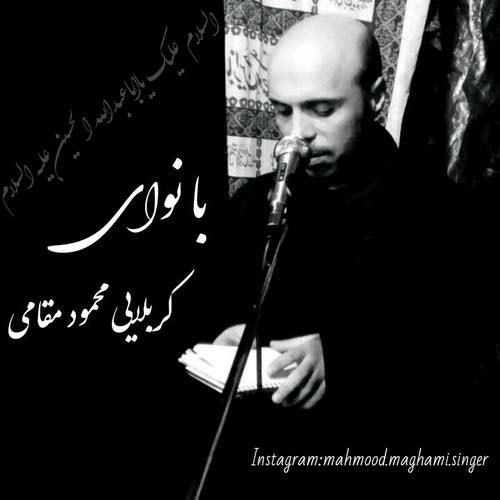 السلام علیک یا اباعبدالله الحسین علیه السلام
با نوای
کربلایی محمود مقامی
Instagram:mahmood.maghami.singer